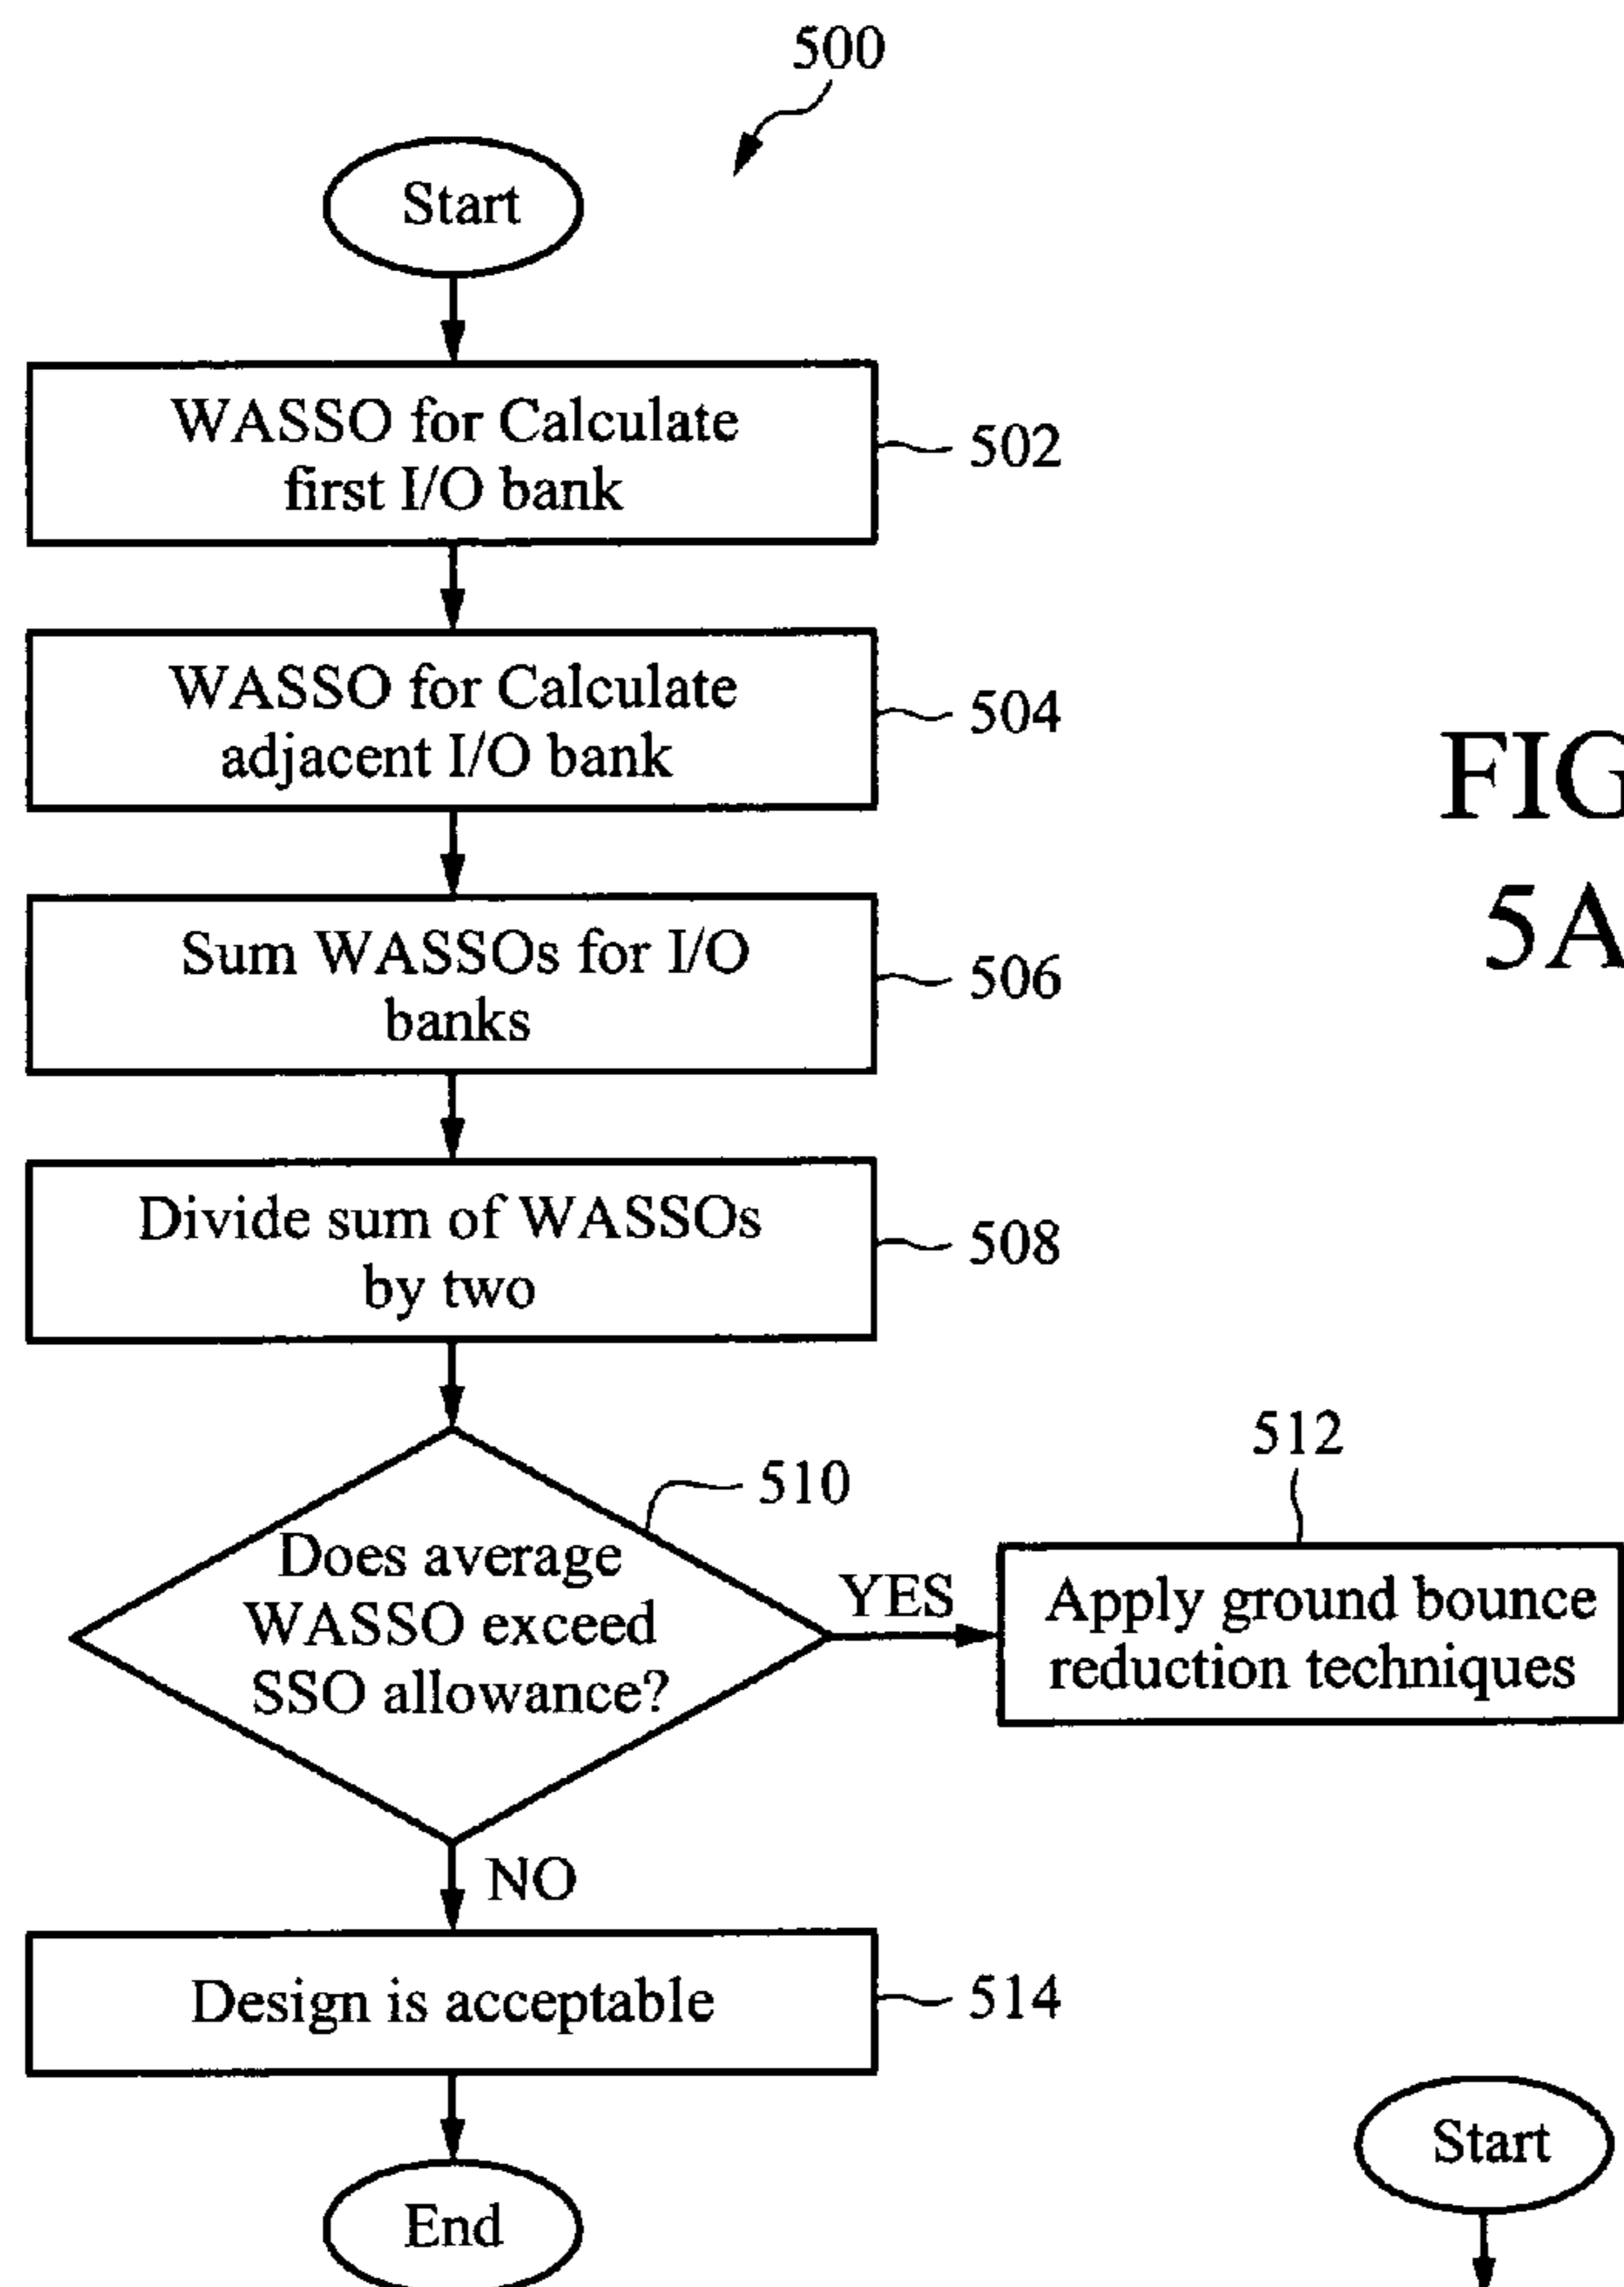 500
Start
WASSO for Calculate
first I/O bank
502
WASSO for Calculate
adjacent I/O bank
504
FIG
5A
Sum WASSOs for I/O
banks
506
Divide sum of WASSOs
by two
508
510
512
Does average
WASSO exceed
SSO allowance?
YES
Apply ground bounce
reduction techniques
NO
Design is acceptable
514
Start
End